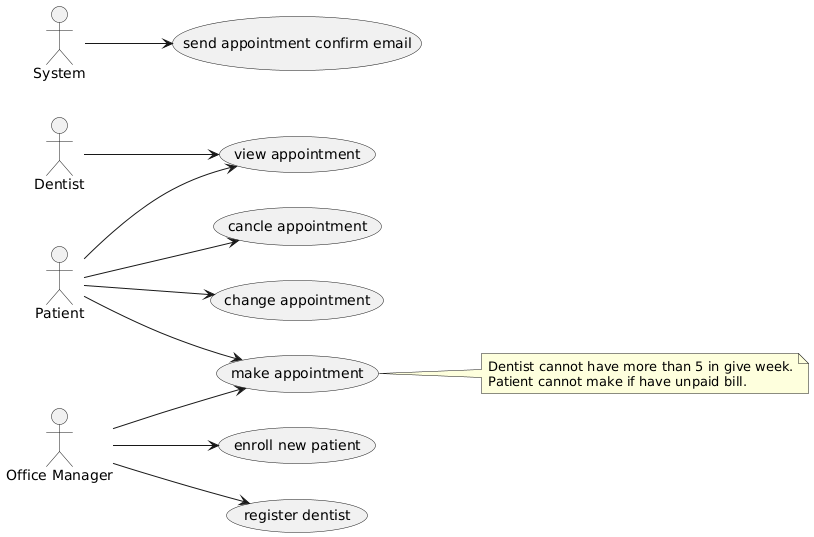 send appointment confirm email
System
view appointment
Dentist
cancle appointment
change appointment
Patient
make appointment
Dentist cannot have more than 5 in give week.
Patient cannot make if have unpaid bill.
enroll new patient
Office Manager
register dentist